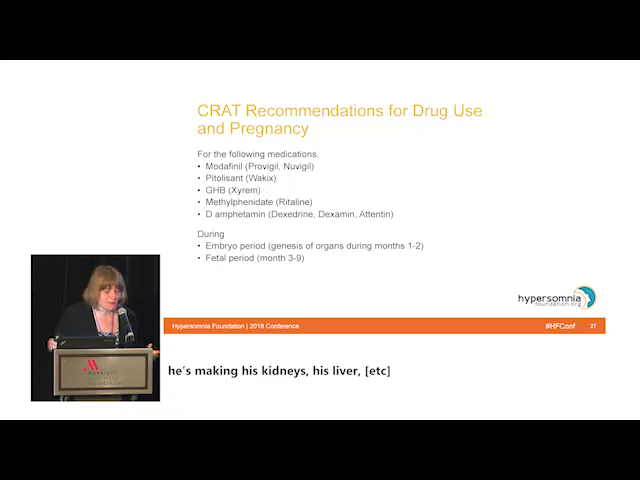 CRAT Recommendations for Drug Use
and Pregnancy
For the following medications,
• Modafinil (Provigil, Nuvigil)
• Pitolisant (Wakix)
• GHB (Xyrem)
• Methylphenidate (Ritaline)
• D amphetamin (Dexedrine, Dexamin, Attentin)
During
• Embryo period (genesis of organs during months 1-2)
• Fetal period (month 3-9)
hypersomnia
foundation.org
Hypersomnia Foundation | 2018 Conference #HFConf 27
Marriott
he's making his kidneys, his liver, [etc]